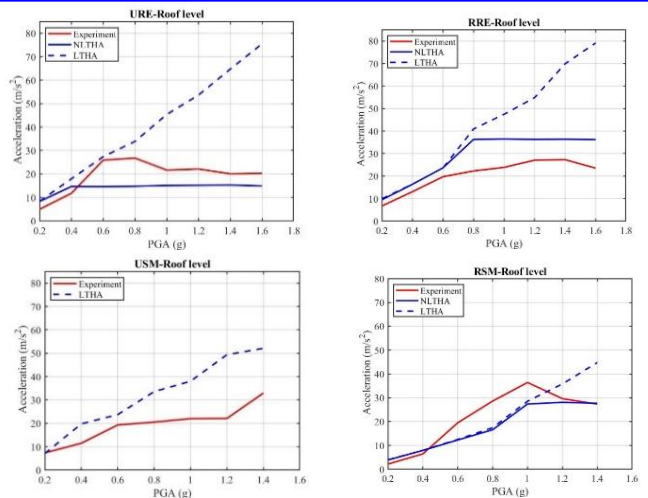 URE-Roof level
Experiment
NLTHA
LTHA
80
70
60
50
40
30
20
10
0
Acceleration (m/s²)
0.2 0.4 0.6 0.8 1 1.2 1.4 1.6 1.8
PGA (g)
RRE-Roof level
Experiment
NLTHA
LTHA
80
70
60
50
40
30
20
10
0
Acceleration (m/s²)
0.2 0.4 0.6 0.8 1 1.2 1.4 1.6 1.8
PGA (g)
USM-Roof level
Experiment
LTHA
80
70
60
50
40
30
20
10
0
Acceleration (m/s²)
0.2 0.4 0.6 0.8 1 1.2 1.4 1.6
PGA (g)
RSM-Roof level
Experiment
NLTHA
LTHA
80
70
60
50
40
30
20
10
0
Acceleration (m/s²)
0.2 0.4 0.6 0.8 1 1.2 1.4 1.6
PGA (g)